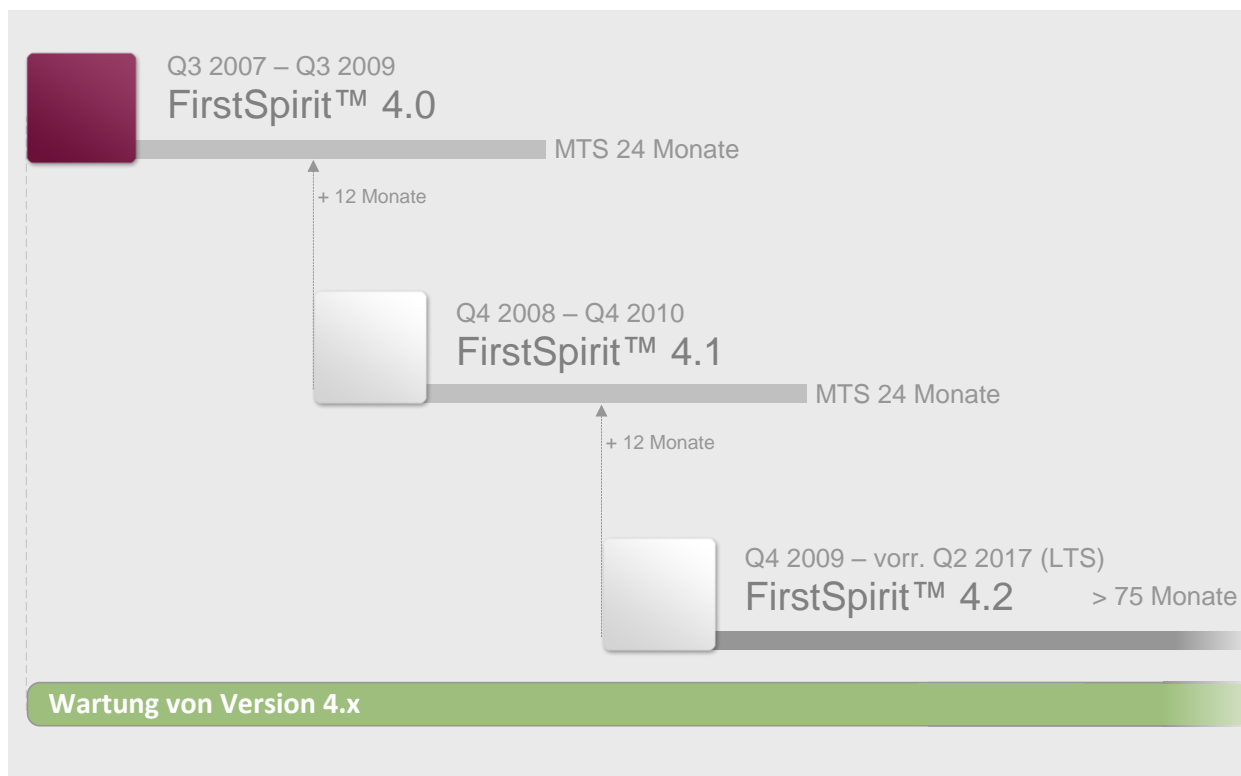 Q3 2007 – Q3 2009
FirstSpirit™ 4.0
MTS 24 Monate
+ 12 Monate
Q4 2008 – Q4 2010
FirstSpirit™ 4.1
MTS 24 Monate
+ 12 Monate
Q4 2009 – vorr. Q2 2017 (LTS)
FirstSpirit™ 4.2
> 75 Monate
Wartung von Version 4.x